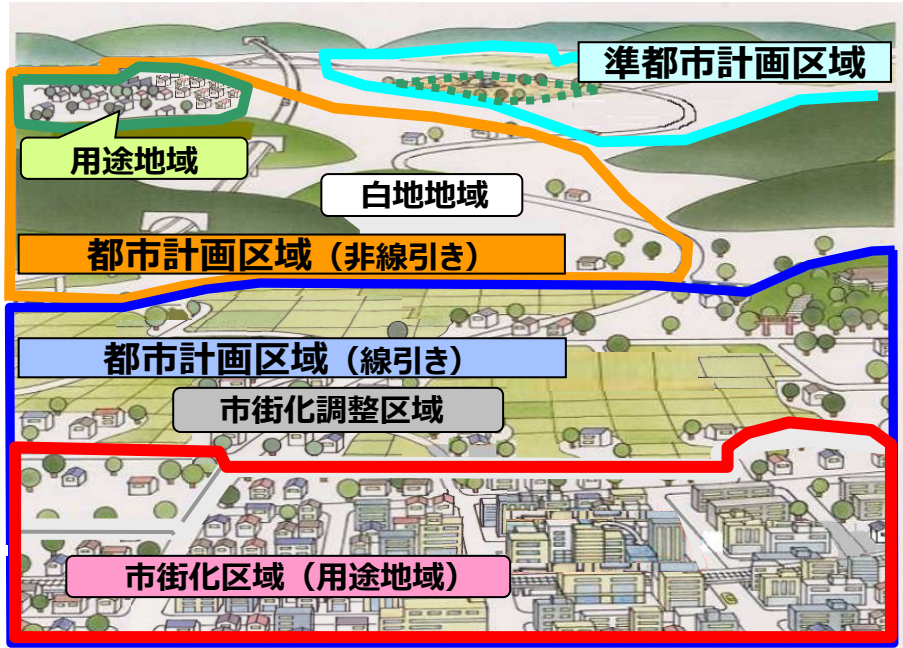 準都市計画区域
用途地域
白地地域
都市計画区域（非線引き）
都市計画区域（線引き）
市街化調整区域
市街化区域（用途地域）